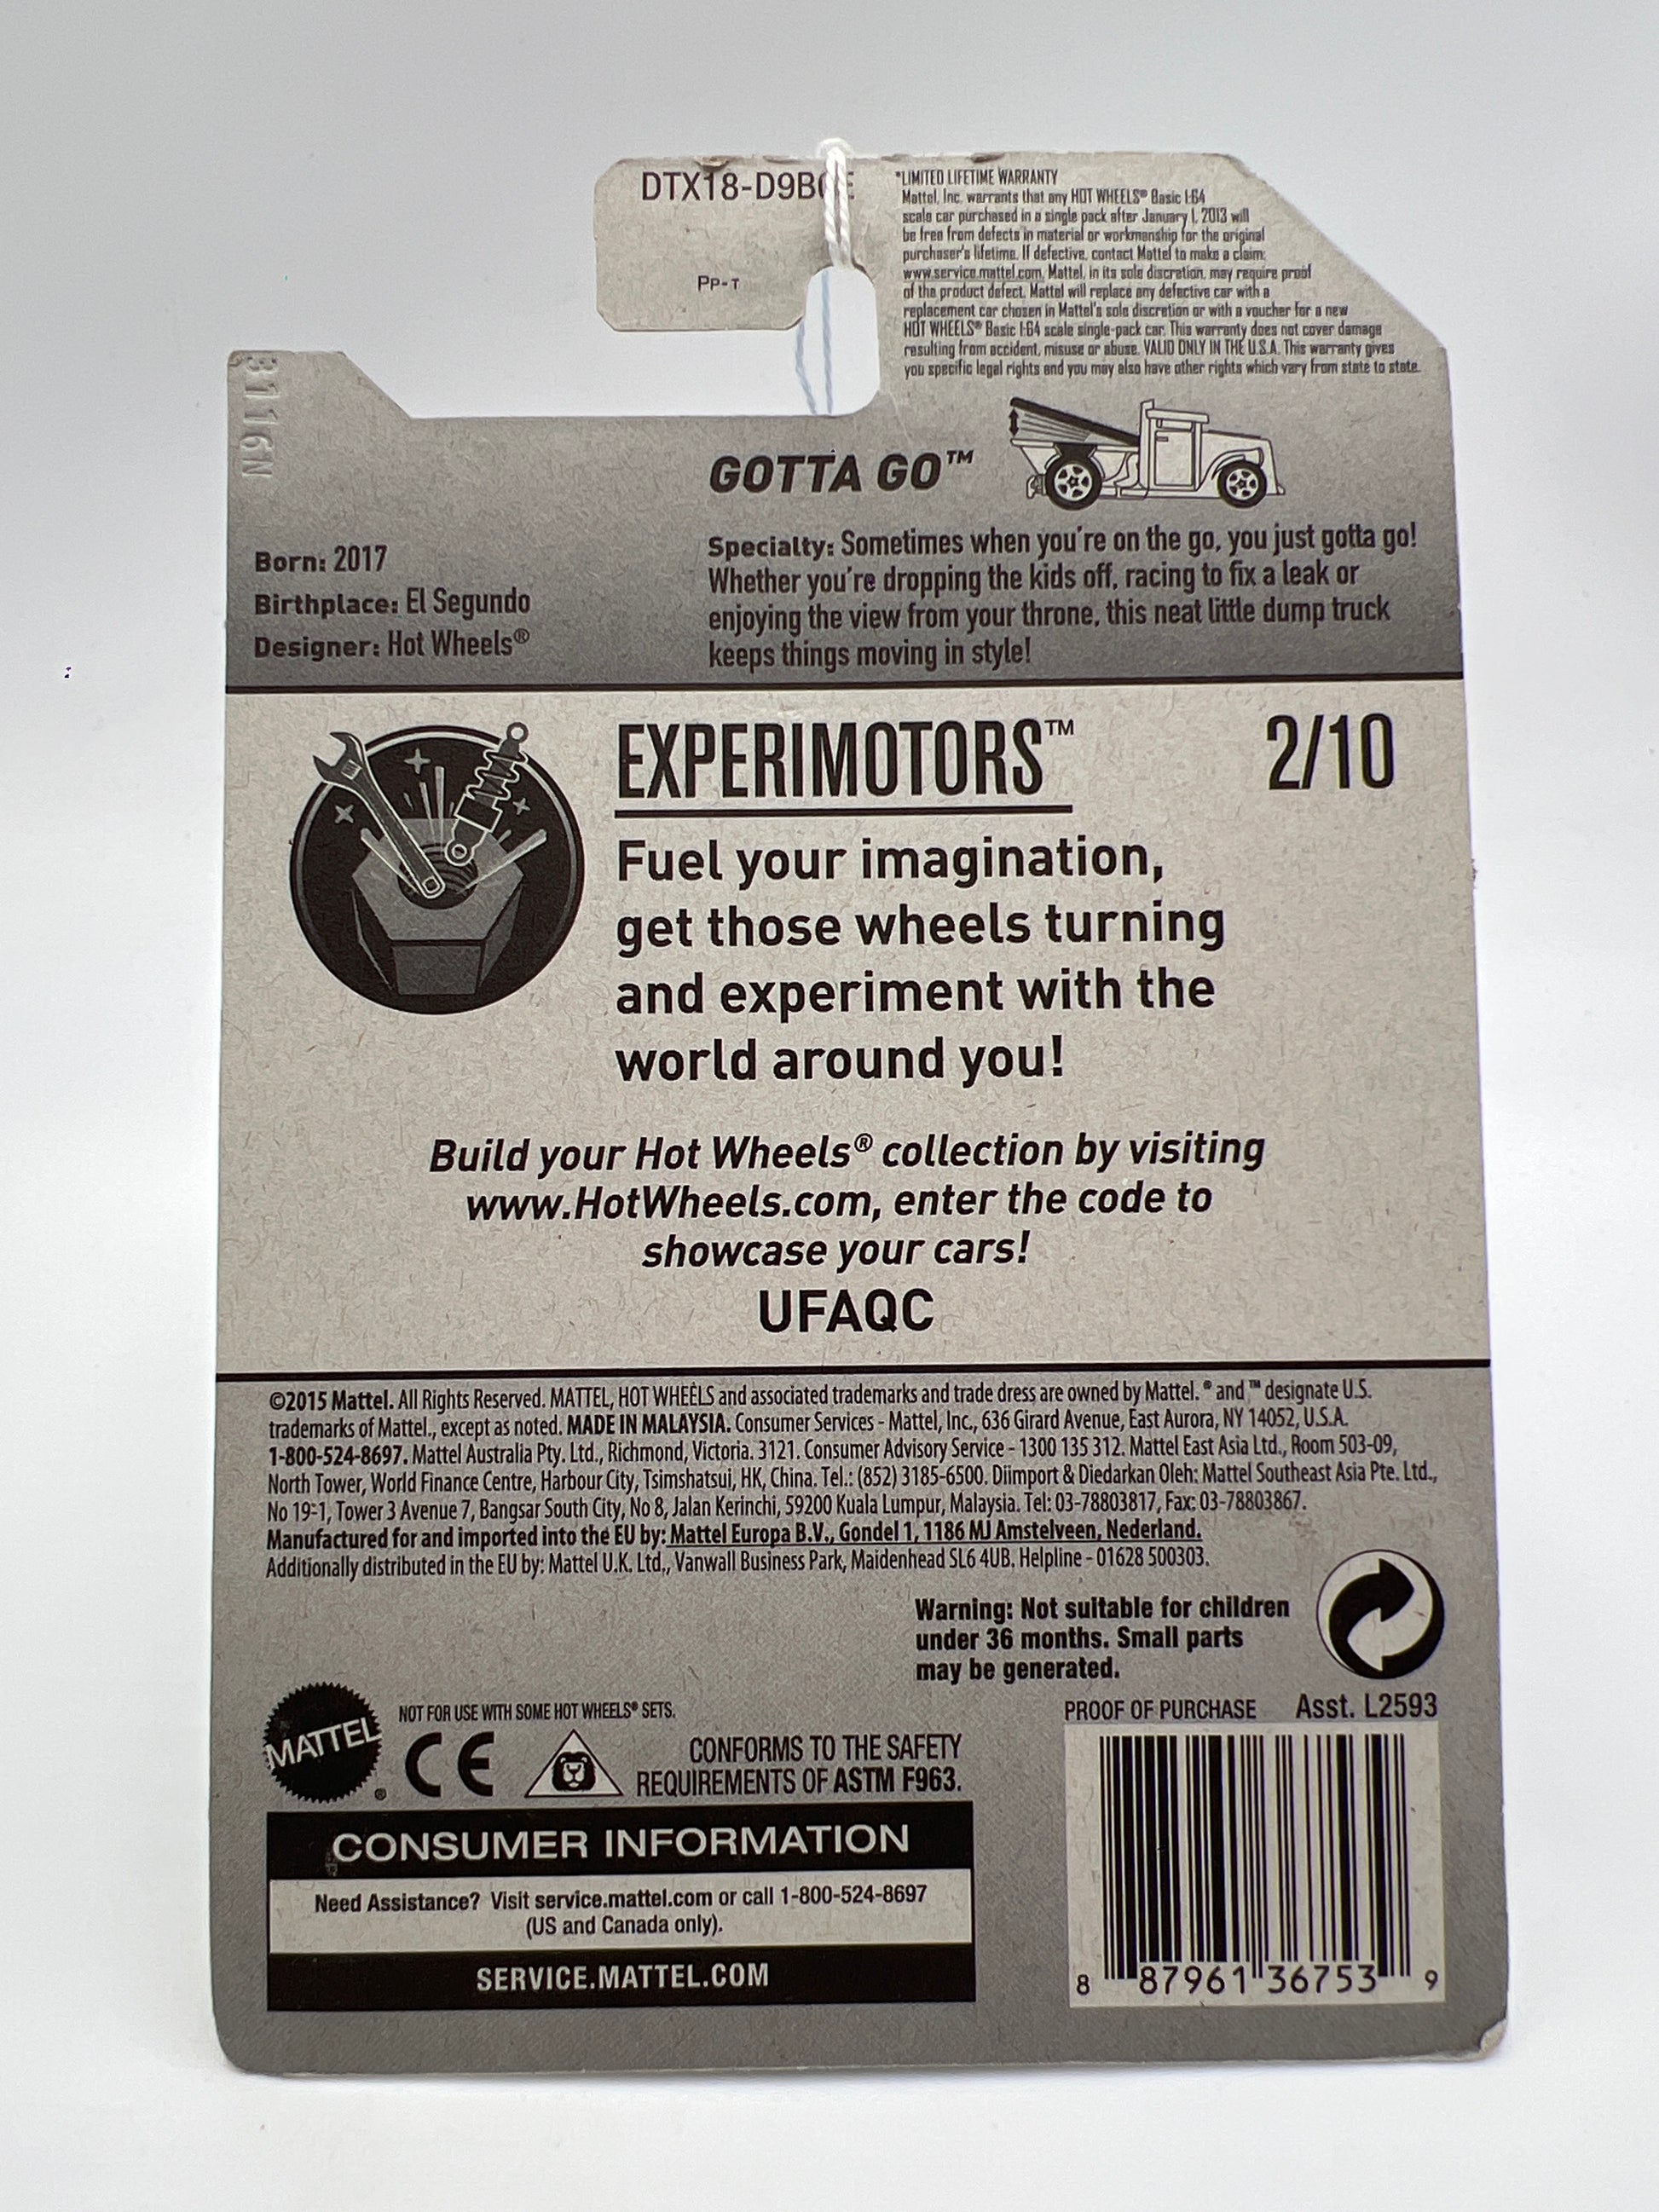 DTX18-D9B
Pp-T
*LIMITED LIFETIME WARRANTY
Mattel, Inc. warrants that any HOT WHEELS® Basic 1:64
scale car purchased in a single pack after January 1, 2013 will
be free from defects in material or workmanship for the original
purchaser's lifetime. If defective, contact Mattel to make a claim:
www.service.mattel.com. Mattel, in its sole discretion, may require proof
of the product defect. Mattel will replace any defective car with a
replacement car chosen in Mattel's sole discretion or with a voucher for a new
HOT WHEELS® Basic 1:64 scale single-pack car. This warranty does not cover damage
resulting from accident, misuse or abuse. VALID ONLY IN THE U.S.A. This warranty gives
you specific legal rights and you may also have other rights which vary from state to state.
3116N
GOTTA GO™
Born: 2017
Birthplace: El Segundo
Designer: Hot Wheels®
Specialty: Sometimes when you're on the go, you just gotta go!
Whether you're dropping the kids off, racing to fix a leak or
enjoying the view from your throne, this neat little dump truck
keeps things moving in style!
EXPERIMOTORS™ 2/10
Fuel your imagination,
get those wheels turning
and experiment with the
world around you!
Build your Hot Wheels® collection by visiting
www.HotWheels.com, enter the code to
showcase your cars!
UFAQC
©2015 Mattel. All Rights Reserved. MATTEL, HOT WHEELS and associated trademarks and trade dress are owned by Mattel. ® and ™ designate U.S.
trademarks of Mattel., except as noted. MADE IN MALAYSIA. Consumer Services - Mattel, Inc., 636 Girard Avenue, East Aurora, NY 14052, U.S.A.
1-800-524-8697. Mattel Australia Pty. Ltd., Richmond, Victoria. 3121. Consumer Advisory Service - 1300 135 312. Mattel East Asia Ltd., Room 503-09,
North Tower, World Finance Centre, Harbour City, Tsimshatsui, HK, China. Tel.: (852) 3185-6500. Diimport & Diedarkan Oleh: Mattel Southeast Asia Pte. Ltd.,
No 19-1, Tower 3 Avenue 7, Bangsar South City, No 8, Jalan Kerinchi, 59200 Kuala Lumpur, Malaysia. Tel: 03-78803817, Fax: 03-78803867.
Manufactured for and imported into the EU by: Mattel Europa B.V., Gondel 1, 1186 MJ Amstelveen, Nederland.
Additionally distributed in the EU by: Mattel U.K. Ltd., Vanwall Business Park, Maidenhead SL6 4UB. Helpline - 01628 500303.
Warning: Not suitable for children
under 36 months. Small parts
may be generated.
MATTEL®
NOT FOR USE WITH SOME HOT WHEELS® SETS.
CE
CONFORMS TO THE SAFETY
REQUIREMENTS OF ASTM F963.
PROOF OF PURCHASE Asst. L2593
CONSUMER INFORMATION
Need Assistance? Visit service.mattel.com or call 1-800-524-8697
(US and Canada only).
SERVICE.MATTEL.COM
8 87961 36753 9